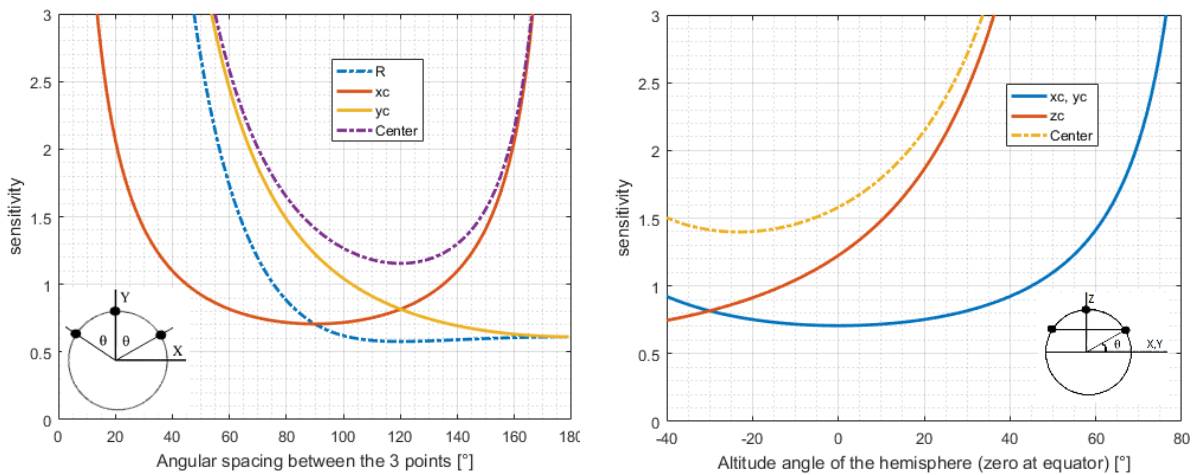 3
2.5
2
1.5
1
0.5
0
sensitivity
R
xc
yc
Center
Y
θ θ
X
0 20 40 60 80 100 120 140 160 180
Angular spacing between the 3 points [°]
3
2.5
2
1.5
1
0.5
0
sensitivity
xc, yc
zc
Center
Z
θ
X,Y
-40 -20 0 20 40 60 80
Altitude angle of the hemisphere (zero at equator) [°]